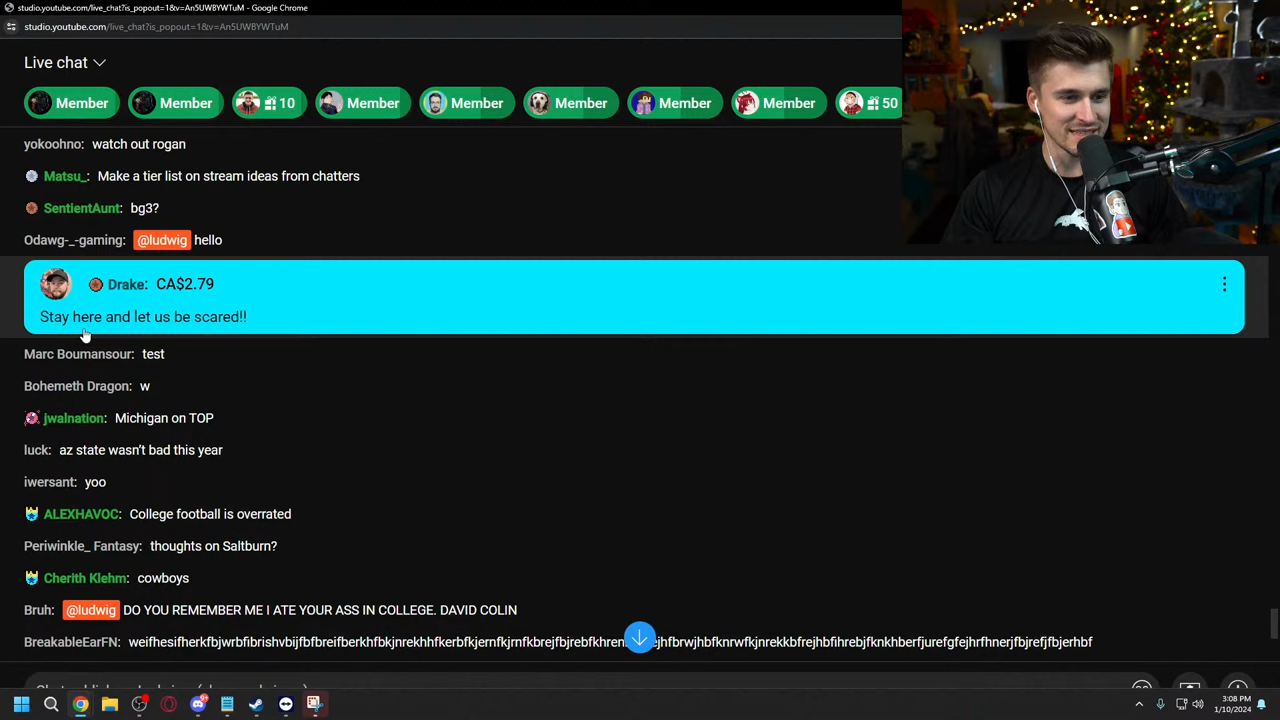 studio.youtube.com/live_chat?is_popout=1&v=An5UWBYWTuM - Google Chrome
studio.youtube.com/live_chat?is_popout=1&v=An5UWBYWTuM
Live chat
Member
Member
10
Member
Member
Member
Member
Member
50
yokoohno: watch out rogan
Matsu_: Make a tier list on stream ideas from chatters
SentientAunt: bg3?
Odawg-_-gaming: @ludwig hello
Drake: CA$2.79
Stay here and let us be scared!!
Marc Boumansour: test
Bohemeth Dragon: w
jwalnation: Michigan on TOP
luck: az state wasn't bad this year
iwersant: yoo
ALEXHAVOC: College football is overrated
Periwinkle_ Fantasy: thoughts on Saltburn?
Cherith Klehm: cowboys
Bruh: @ludwig DO YOU REMEMBER ME I ATE YOUR ASS IN COLLEGE. DAVID COLIN
BreakableEarFN:
3:08 PM
1/10/2024